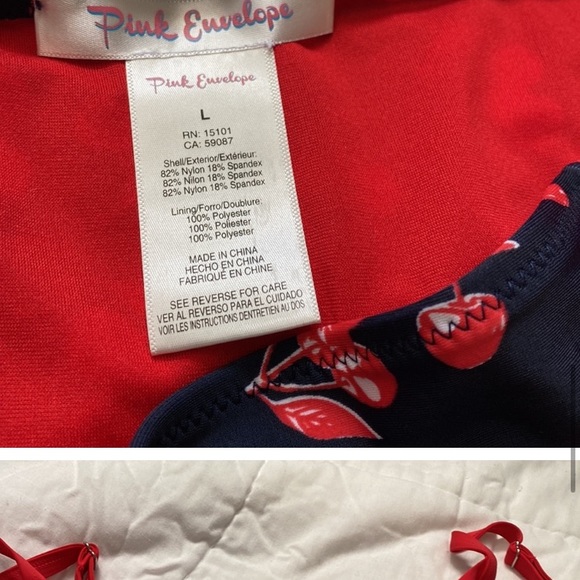 Pink Envelope
Pink Envelope
L
RN: 15101
CA: 59087
Shell/Exterior/Extérieur:
82% Nylon 18% Spandex
82% Nilon 18% Spandex
82% Nylon 18% Spandex
Lining/Forro/Doublure:
100% Polyester
100% Poliester
100% Polyester
MADE IN CHINA
HECHO EN CHINA
FABRIQUÉ EN CHINE
SEE REVERSE FOR CARE
VER AL REVERSO PARA EL CUIDADO
VOIR LES INSTRUCTIONS DENTRETIEN AU DOS